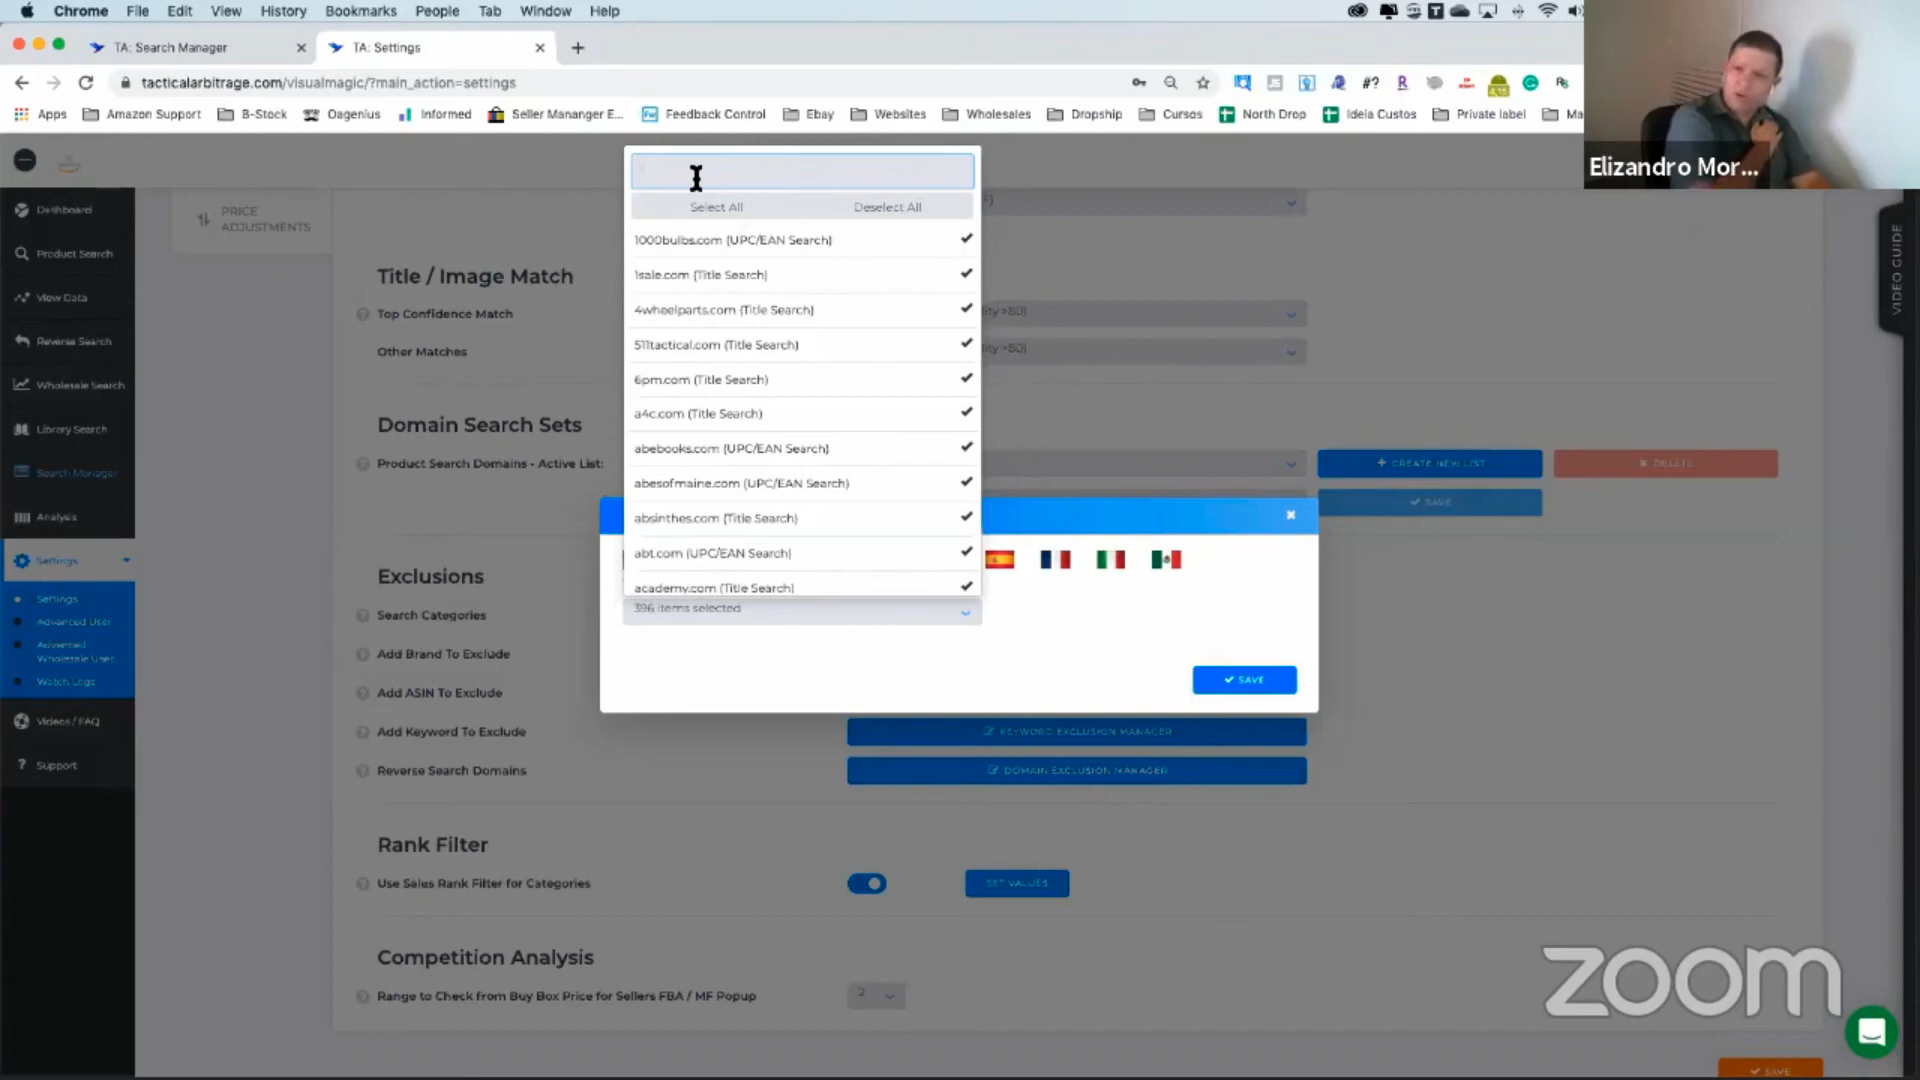 Chrome File Edit View History Bookmarks People Tab Window Help
TA: Search Manager
TA: Settings
tacticalarbitrage.com/visualmagic/?main_action=settings
#?
Apps Amazon Support B-Stock Oagenius Informed Seller Mananger E... Feedback Control Ebay Websites Wholesales Dropship Cursos North Drop Ideia Custos Private label Ma
Elizandro Mor...
Dashboard
Product Search
View Data
Reverse Search
Wholesale Search
Library Search
Search Manager
Analysis
Settings
Settings
Advanced User
Advanced
Wholesale User
Watch Logs
Videos / FAQ
Support
PRICE
ADJUSTMENTS
Select All Deselect All
1000bulbs.com (UPC/EAN Search)
1sale.com (Title Search)
4wheelparts.com (Title Search)
511tactical.com (Title Search)
6pm.com (Title Search)
a4c.com (Title Search)
abebooks.com (UPC/EAN Search)
abesofmaine.com (UPC/EAN Search)
absinthes.com (Title Search)
abt.com (UPC/EAN Search)
academy.com (Title Search)
396 items selected
SAVE
Title / Image Match
Top Confidence Match
lity >80)
Other Matches
lity >50)
Domain Search Sets
Product Search Domains - Active List:
+ CREATE NEW LIST
DELETE
SAVE
Exclusions
Search Categories
Add Brand To Exclude
Add ASIN To Exclude
Add Keyword To Exclude
KEYWORD EXCLUSION MANAGER
Reverse Search Domains
DOMAIN EXCLUSION MANAGER
Rank Filter
Use Sales Rank Filter for Categories
SET VALUES
Competition Analysis
Range to Check from Buy Box Price for Sellers FBA / MF Popup
2
VIDEO GUIDE
zoom
SAVE